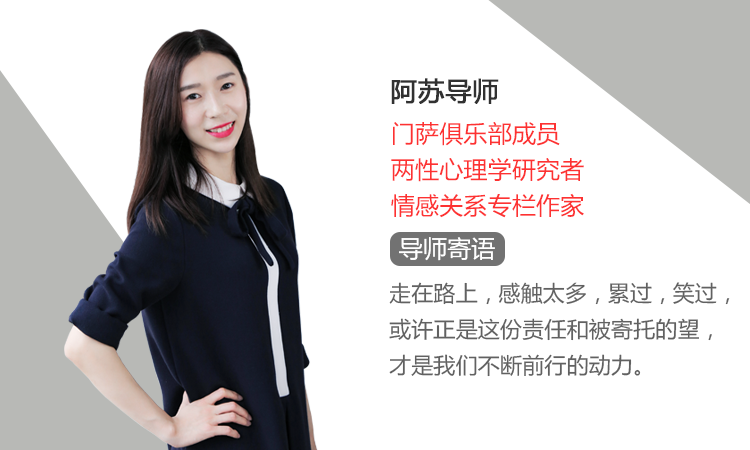 阿苏导师
门萨俱乐部成员
两性心理学研究者
情感关系专栏作家
导师寄语
走在路上，感触太多，累过，笑过，
或许正是这份责任和被寄托的望，
才是我们不断前行的动力。